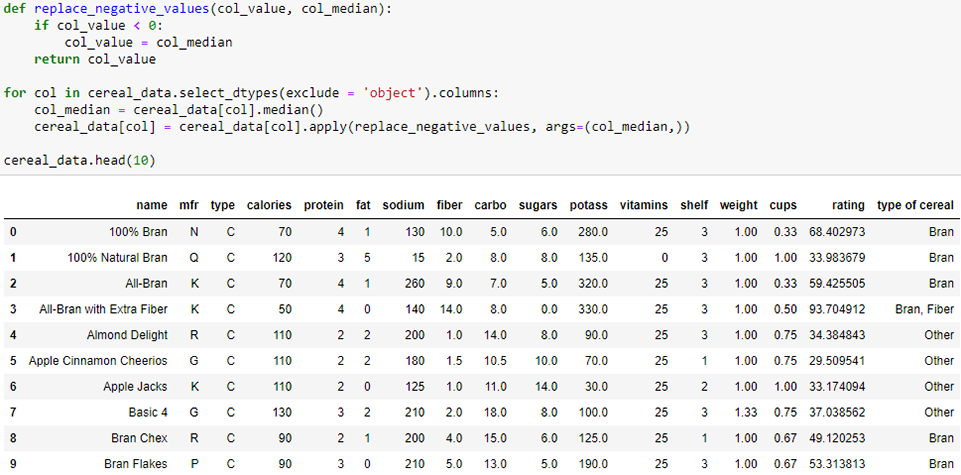 def replace_negative_values(col_value, col_median):
    if col_value < 0:
        col_value = col_median
    return col_value
for col in cereal_data.select_dtypes(exclude = 'object').columns:
    col_median = cereal_data[col].median()
    cereal_data[col] = cereal_data[col].apply(replace_negative_values, args=(col_median,))
cereal_data.head(10)
name mfr type calories protein fat sodium fiber carbo sugars potass vitamins shelf weight cups rating type of cereal
0 100% Bran N C 70 4 1 130 10.0 5.0 6.0 280.0 25 3 1.00 0.33 68.402973 Bran
1 100% Natural Bran Q C 120 3 5 15 2.0 8.0 8.0 135.0 0 3 1.00 1.00 33.983679 Bran
2 All-Bran K C 70 4 1 260 9.0 7.0 5.0 320.0 25 3 1.00 0.33 59.425505 Bran
3 All-Bran with Extra Fiber K C 50 4 0 140 14.0 8.0 0.0 330.0 25 3 1.00 0.50 93.704912 Bran, Fiber
4 Almond Delight R C 110 2 2 200 1.0 14.0 8.0 90.0 25 3 1.00 0.75 34.384843 Other
5 Apple Cinnamon Cheerios G C 110 2 2 180 1.5 10.5 10.0 70.0 25 1 1.00 0.75 29.509541 Other
6 Apple Jacks K C 110 2 0 125 1.0 11.0 14.0 30.0 25 2 1.00 1.00 33.174094 Other
7 Basic 4 G C 130 3 2 210 2.0 18.0 8.0 100.0 25 3 1.33 0.75 37.038562 Other
8 Bran Chex R C 90 2 1 200 4.0 15.0 6.0 125.0 25 1 1.00 0.67 49.120253 Bran
9 Bran Flakes P C 90 3 0 210 5.0 13.0 5.0 190.0 25 3 1.00 0.67 53.313813 Bran